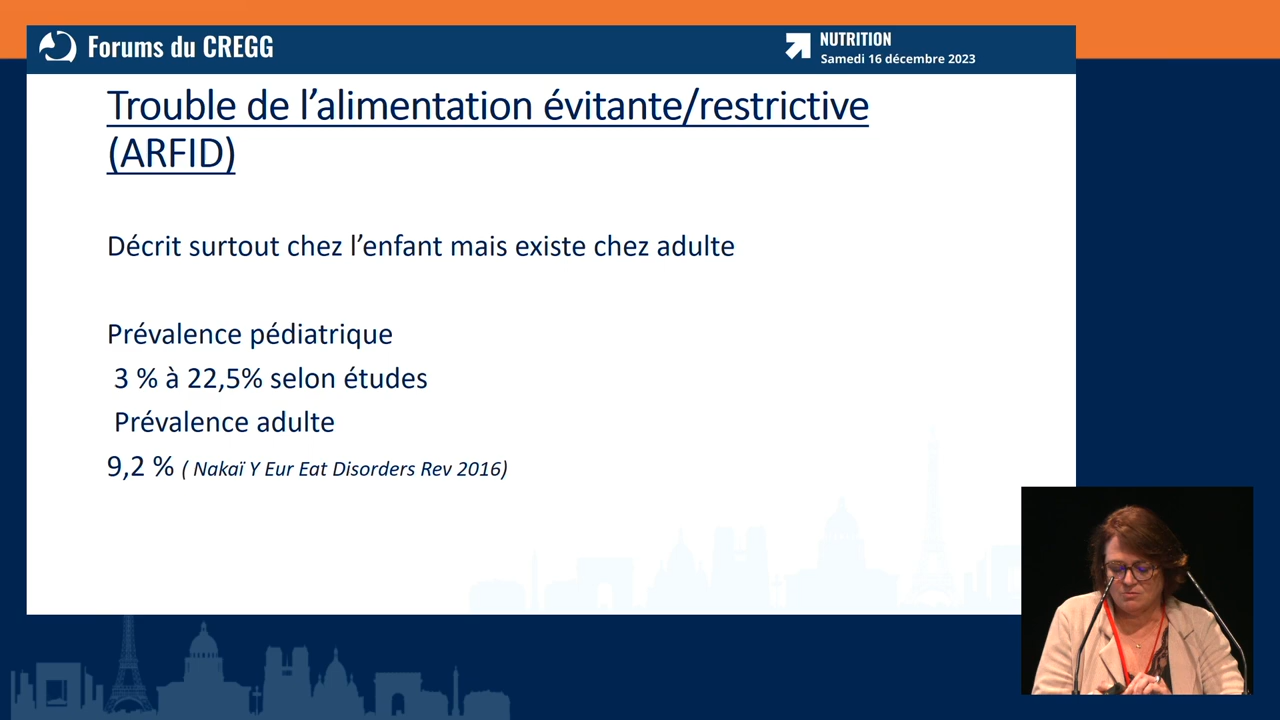 Forums du CREGG
NUTRITION
Samedi 16 décembre 2023
Trouble de l’alimentation évitante/restrictive
(ARFID)
Décrit surtout chez l’enfant mais existe chez adulte
Prévalence pédiatrique
3 % à 22,5% selon études
Prévalence adulte
9,2 % ( Nakaï Y Eur Eat Disorders Rev 2016)